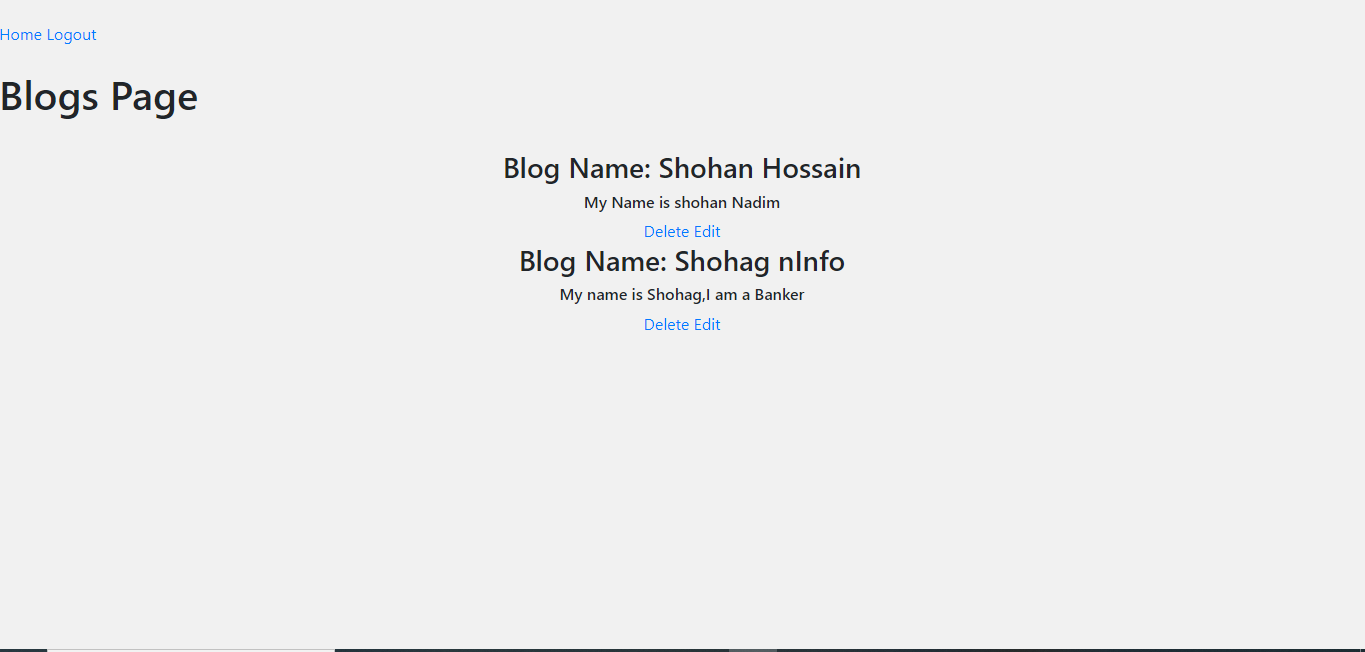 Home Logout
Blogs Page
Blog Name: Shohan Hossain
My Name is shohan Nadim
Delete Edit
Blog Name: Shohag nInfo
My name is Shohag,I am a Banker
Delete Edit